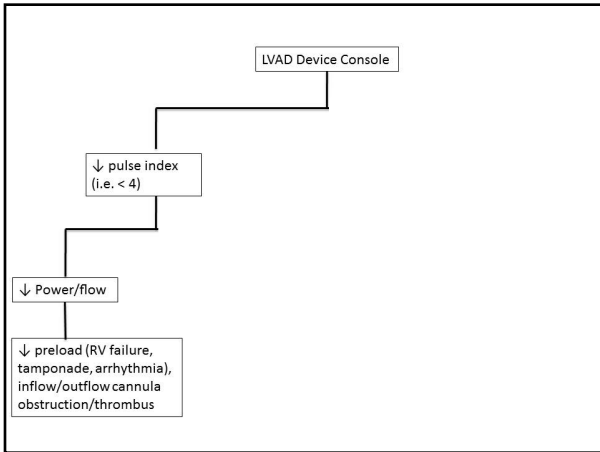 LVAD Device Console
↓ pulse index
(i.e. < 4)
↓ Power/flow
↓ preload (RV failure,
tamponade, arrhythmia),
inflow/outflow cannula
obstruction/thrombus